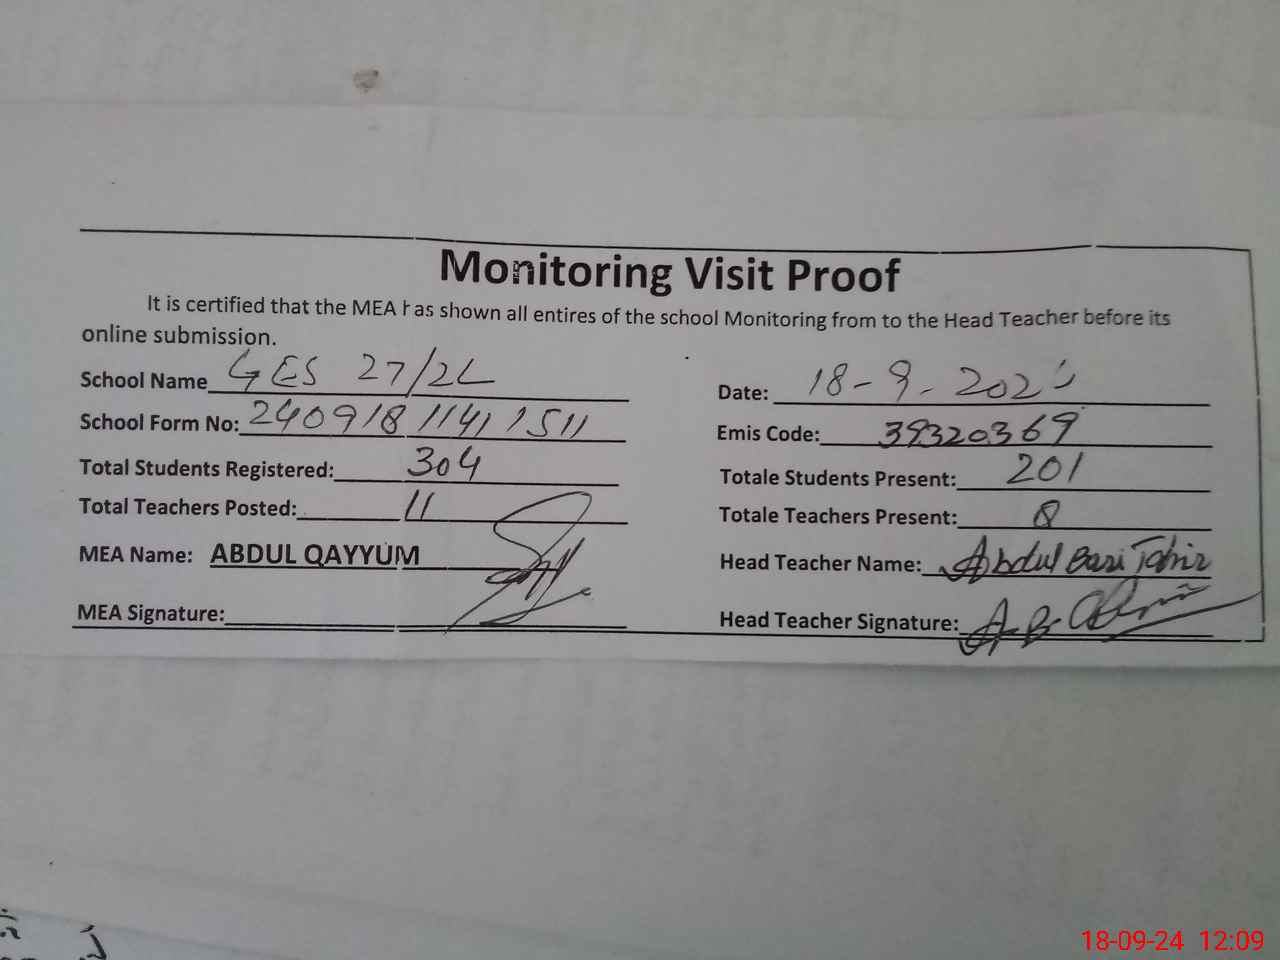 Monitoring Visit Proof
It is certified that the MEA has shown all entires of the school Monitoring from to the Head Teacher before its
online submission.
School Name GES 27/2L
Date: 18-9-202
School Form No: 240918 1141 1511
Emis Code: 39320369
Total Students Registered: 304
Totale Students Present: 201
Total Teachers Posted: 11
Totale Teachers Present: 8
MEA Name: ABDUL QAYYUM
Head Teacher Name: Abdul Bari Tahir
MEA Signature:
Head Teacher Signature:
18-09-24 12:09